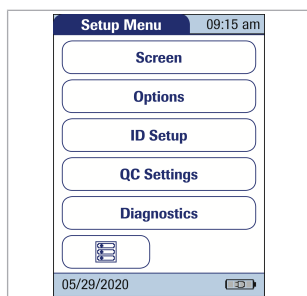 Setup Menu 09:15 am
Screen
Options
ID Setup
QC Settings
Diagnostics
05/29/2020